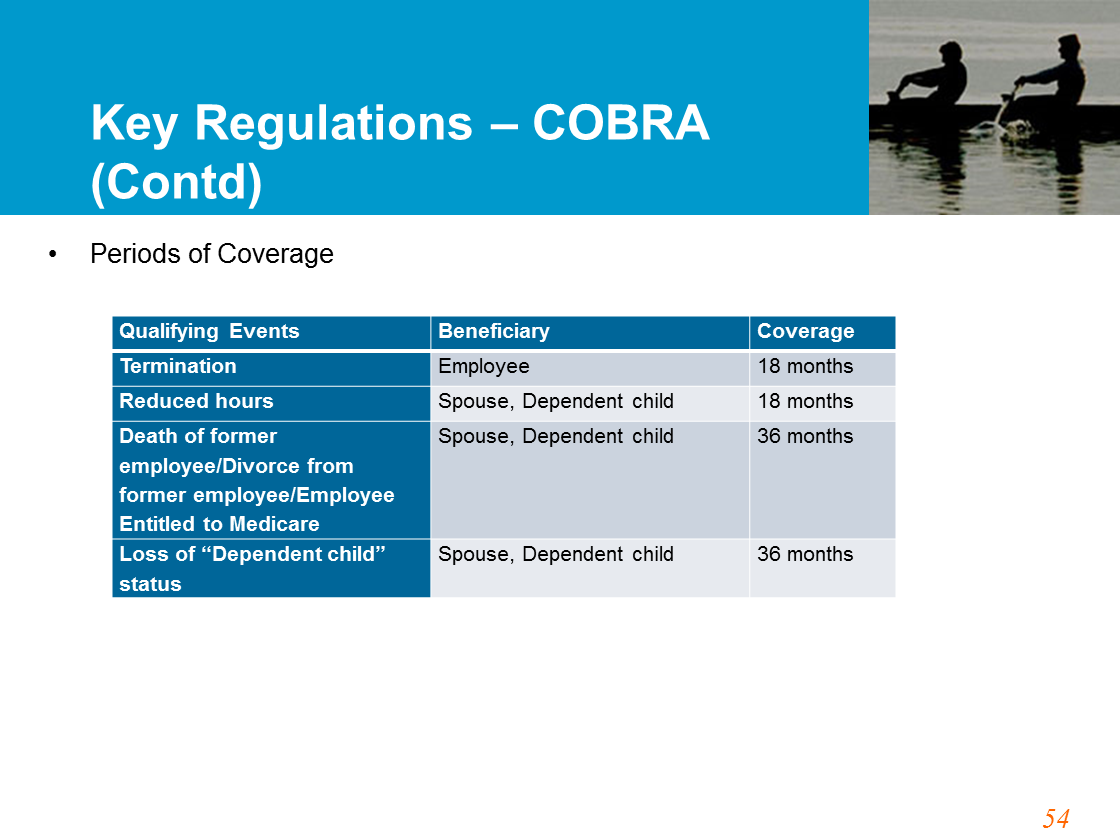 Key Regulations – COBRA
(Contd)
• Periods of Coverage
Qualifying Events Beneficiary Coverage
Termination Employee 18 months
Reduced hours Spouse, Dependent child 18 months
Death of former Spouse, Dependent child 36 months
employee/Divorce from
former employee/Employee
Entitled to Medicare
Loss of “Dependent child” Spouse, Dependent child 36 months
status
54